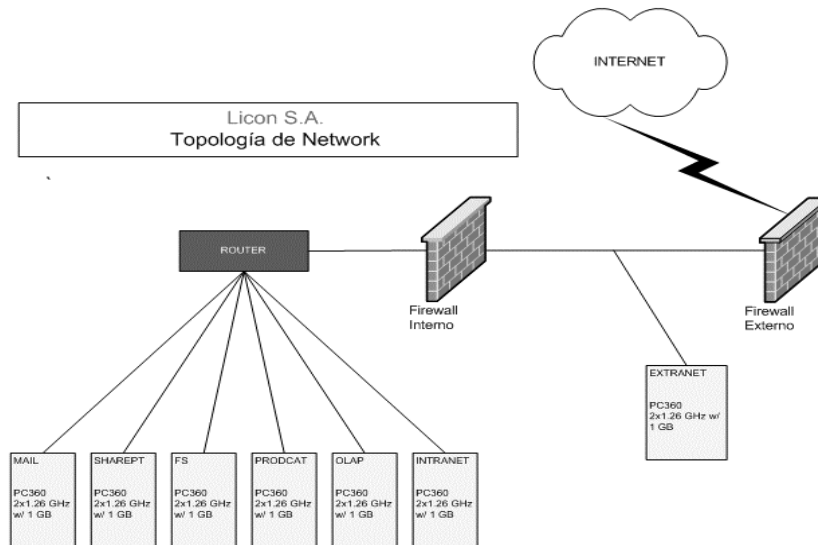 INTERNET
Licon S.A.
Topología de Network
ROUTER
Firewall
Interno
Firewall
Externo
EXTRANET
PC360
2x1.26 GHz w/
1 GB
MAIL
PC360
2x1.26 GHz
w/ 1 GB
SHAREPT
PC360
2x1.26 GHz
w/ 1 GB
FS
PC360
2x1.26 GHz
w/ 1 GB
PRODCAT
PC360
2x1.26 GHz
w/ 1 GB
OLAP
PC360
2x1.26 GHz
w/ 1 GB
INTRANET
PC360
2x1.26 GHz
w/ 1 GB